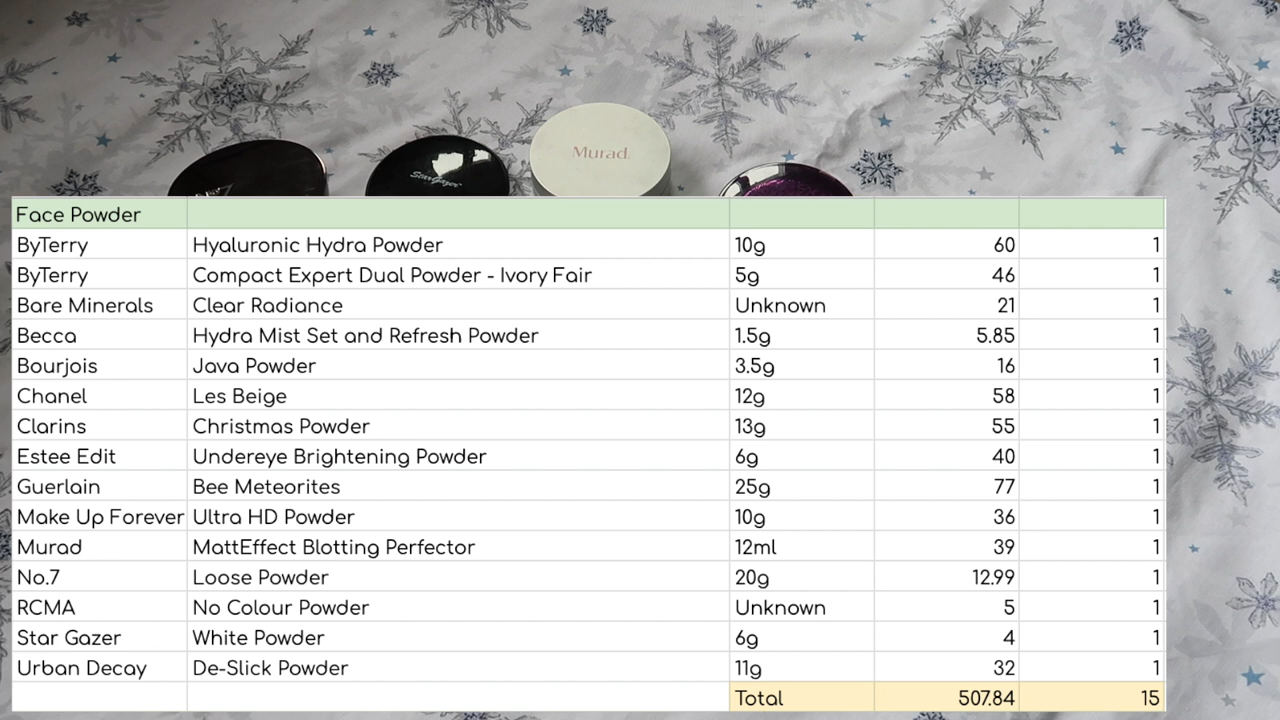 Murad.
Stargazer
Face Powder
ByTerry Hyaluronic Hydra Powder 10g 60 1
ByTerry Compact Expert Dual Powder - Ivory Fair 5g 46 1
Bare Minerals Clear Radiance Unknown 21 1
Becca Hydra Mist Set and Refresh Powder 1.5g 5.85 1
Bourjois Java Powder 3.5g 16 1
Chanel Les Beige 12g 58 1
Clarins Christmas Powder 13g 55 1
Estee Edit Undereye Brightening Powder 6g 40 1
Guerlain Bee Meteorites 25g 77 1
Make Up Forever Ultra HD Powder 10g 36 1
Murad MattEffect Blotting Perfector 12ml 39 1
No.7 Loose Powder 20g 12.99 1
RCMA No Colour Powder Unknown 5 1
Star Gazer White Powder 6g 4 1
Urban Decay De-Slick Powder 11g 32 1
Total 507.84 15